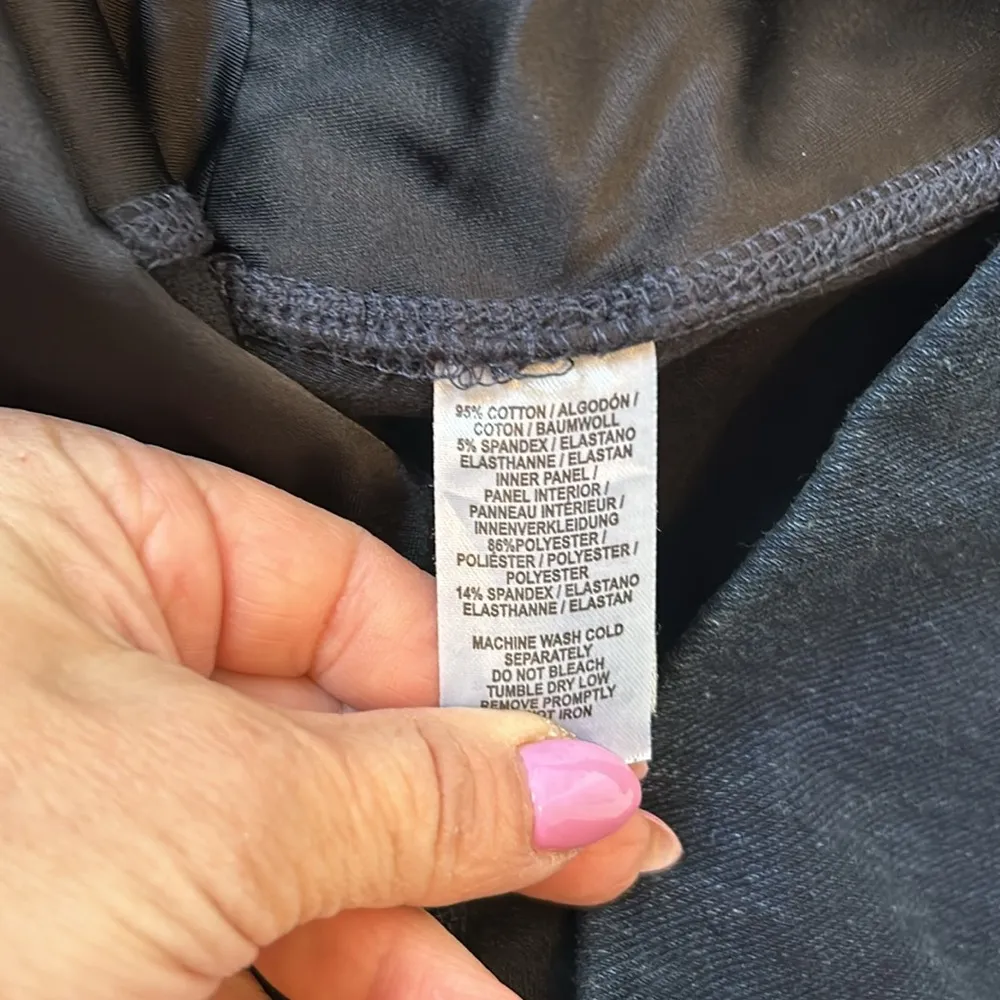 95% COTTON / ALGODÓN /
COTON / BAUMWOLL
5% SPANDEX / ELASTANO
ELASTHANNE / ELASTAN
INNER PANEL /
PANEL INTERIOR /
PANNEAU INTÉRIEUR /
INNENVERKLEIDUNG
86%POLYESTER /
POLIÉSTER / POLYESTER /
POLYESTER
14% SPANDEX / ELASTANO
ELASTHANNE / ELASTAN
MACHINE WASH COLD
SEPARATELY
DO NOT BLEACH
TUMBLE DRY LOW
REMOVE PROMPTLY
IRON